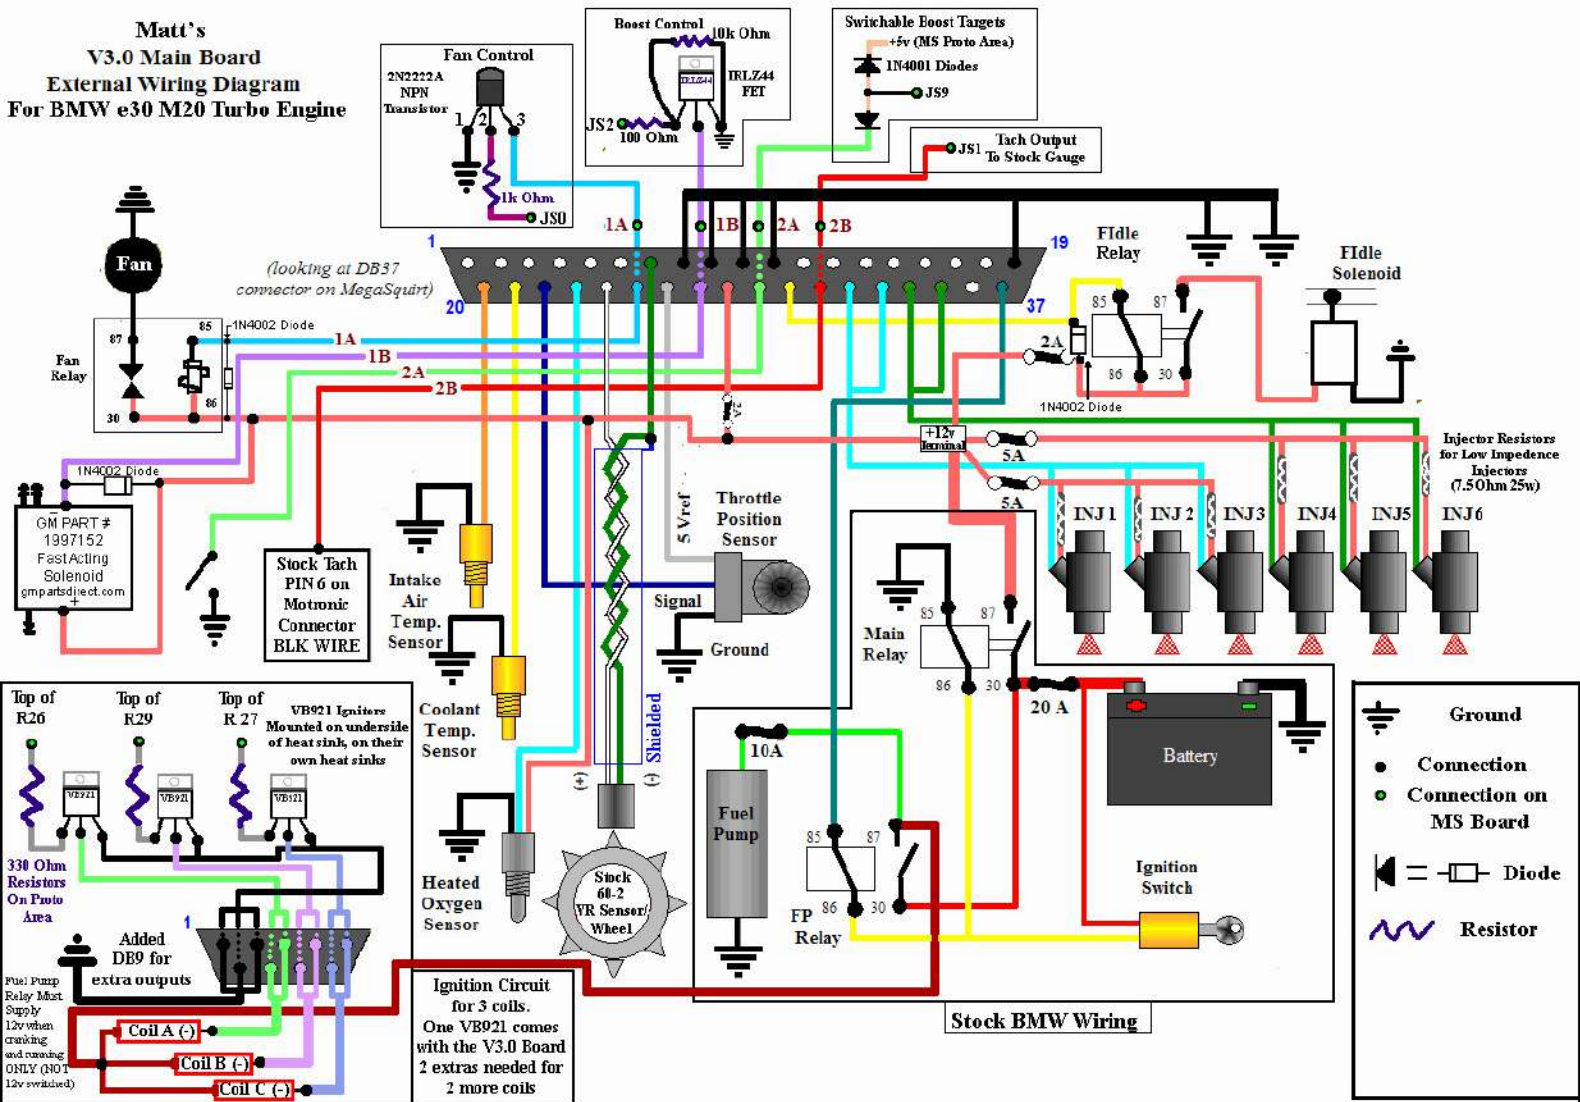 Matt's
V3.0 Main Board
External Wiring Diagram
For BMW e30 M20 Turbo Engine
Fan Control
2N2222A
NPN
Transistor
1
2
3
1k Ohm
JS0
Boost Control
10k Ohm
IRLZ44
IRLZ44
FET
JS2
100 Ohm
Switchable Boost Targets
+5v (MS Proto Area)
1N4001 Diodes
JS9
JS1
Tach Output
To Stock Gauge
1A
1B
2A
2B
1
19
20
37
(looking at DB37
connector on MegaSquirt)
Fan
Fan
Relay
87
85
30
86
1N4002 Diode
1A
1B
2A
2B
2A
FIdle
Relay
85
87
86
30
2A
1N4002 Diode
FIdle
Solenoid
+12v
Terminal
5A
5A
Injector Resistors
for Low Impedence
Injectors
(7.5 Ohm 25w)
INJ 1
INJ 2
INJ 3
INJ4
INJ5
INJ6
1N4002 Diode
GM PART #
1997152
Fast Acting
Solenoid
gmpartsdirect.com
+
Stock Tach
PIN 6 on
Motronic
Connector
BLK WIRE
Intake
Air
Temp.
Sensor
Coolant
Temp.
Sensor
Heated
Oxygen
Sensor
5 Vref
Throttle
Position
Sensor
Signal
Ground
Shielded
(+)
(-)
Stock
60-2
VR Sensor/
Wheel
Main
Relay
85
87
86
30
20 A
Battery
10A
Fuel
Pump
85
87
86
30
FP
Relay
Ignition
Switch
Stock BMW Wiring
Top of
R26
Top of
R29
Top of
R 27
VB921 Ignitors
Mounted on underside
of heat sink, on their
own heat sinks
VB921
VB921
VB921
330 Ohm
Resistors
On Proto
Area
1
Added
DB9 for
extra outputs
Fuel Pump
Relay Must
Supply
12v when
cranking
and running
ONLY (NOT
12v switched)
Coil A (-)
Coil B (-)
Coil C (-)
Ignition Circuit
for 3 coils.
One VB921 comes
with the V3.0 Board
2 extras needed for
2 more coils
Ground
Connection
Connection on
MS Board
= Diode
Resistor